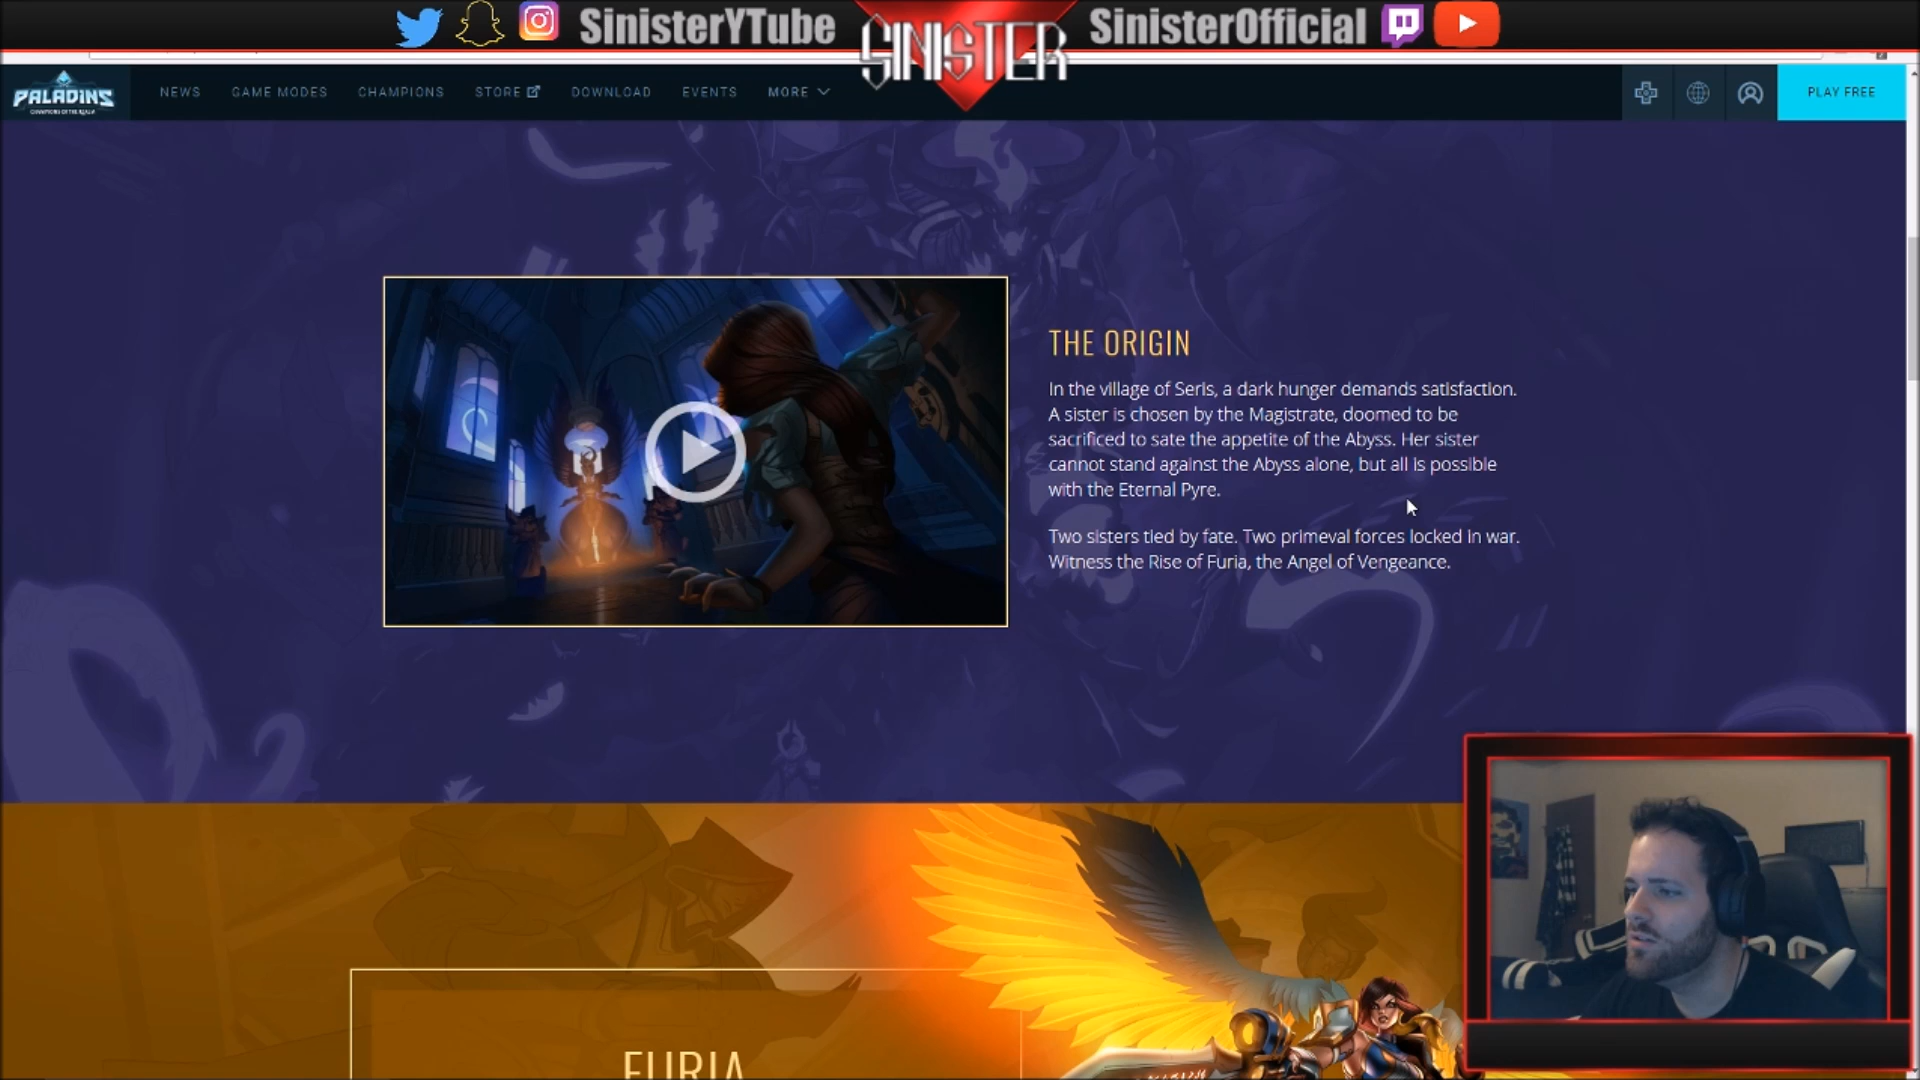 SinisterYTube SINISTER SinisterOfficial
PALADINS NEWS GAME MODES CHAMPIONS STORE DOWNLOAD EVENTS MORE PLAY FREE
CHAMPIONS OF THE REALM
THE ORIGIN
In the village of Seris, a dark hunger demands satisfaction.
A sister is chosen by the Magistrate, doomed to be
sacrificed to sate the appetite of the Abyss. Her sister
cannot stand against the Abyss alone, but all is possible
with the Eternal Pyre.
Two sisters tied by fate. Two primeval forces locked in war.
Witness the Rise of Furia, the Angel of Vengeance.
FURIA